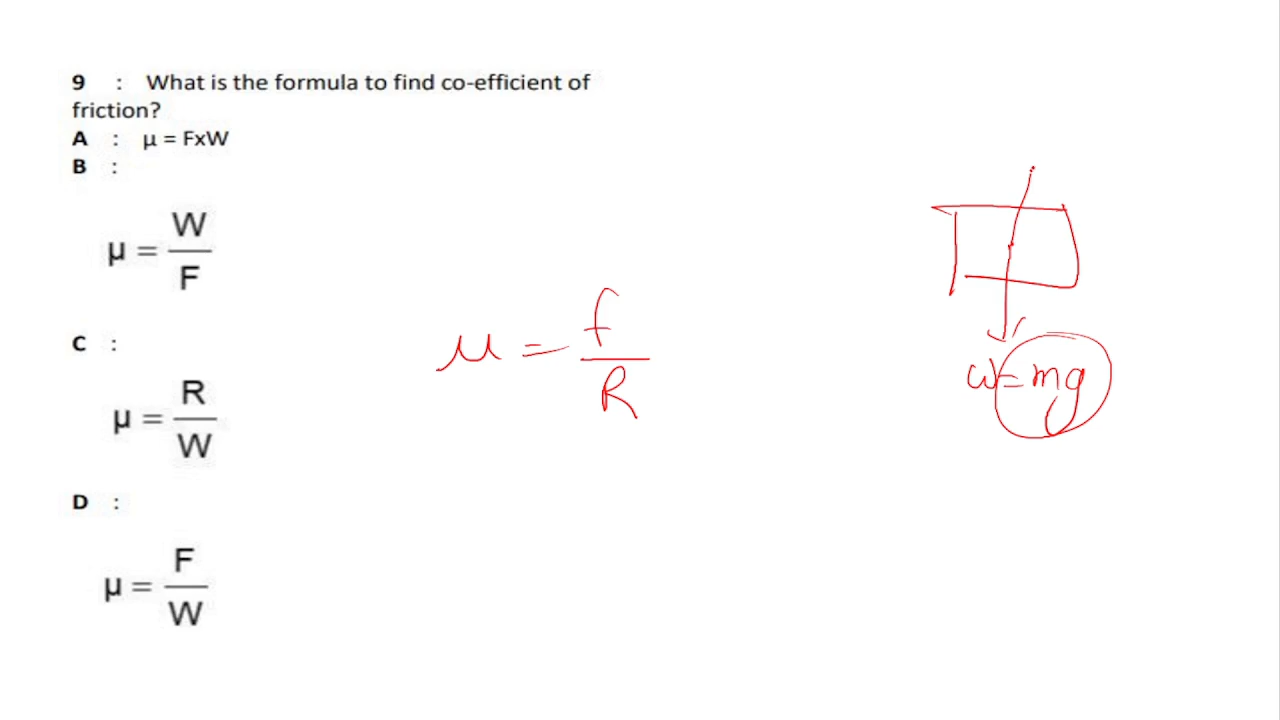 9 : What is the formula to find co-efficient of
friction?
A : μ = FxW
B :
μ = W
F
C :
μ = R
W
D :
μ = F
W
μ = f
R
w=mg